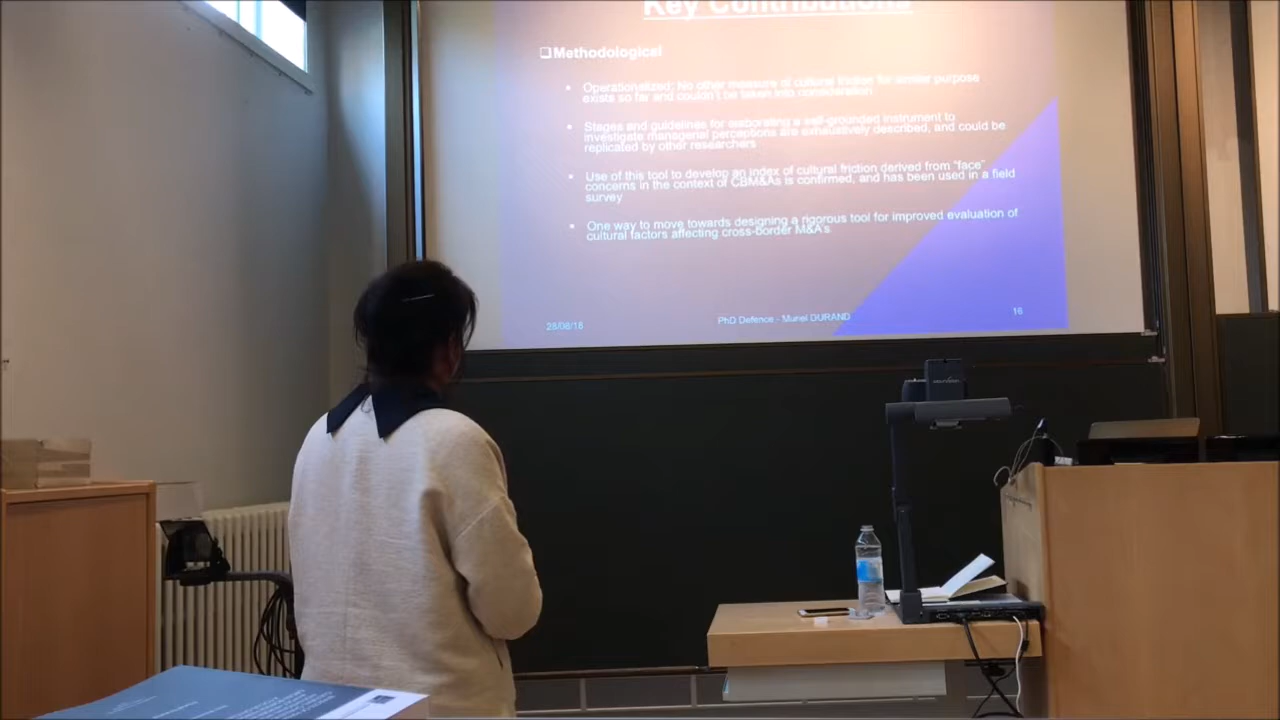 Key Contributions
❑Methodological
• Operationalized: No other measure of cultural friction for similar purpose
exists so far and couldn't be taken into consideration
• Stages and guidelines for elaborating a well-grounded instrument to
investigate managerial perceptions are exhaustively described, and could be
replicated by other researchers
• Use of this tool to develop an index of cultural friction derived from "face"
concerns in the context of CBM&As is confirmed, and has been used in a field
survey
• One way to move towards designing a rigorous tool for improved evaluation of
cultural factors affecting cross-border M&A's
28/08/18
PhD Defence - Muriel DURAND
16